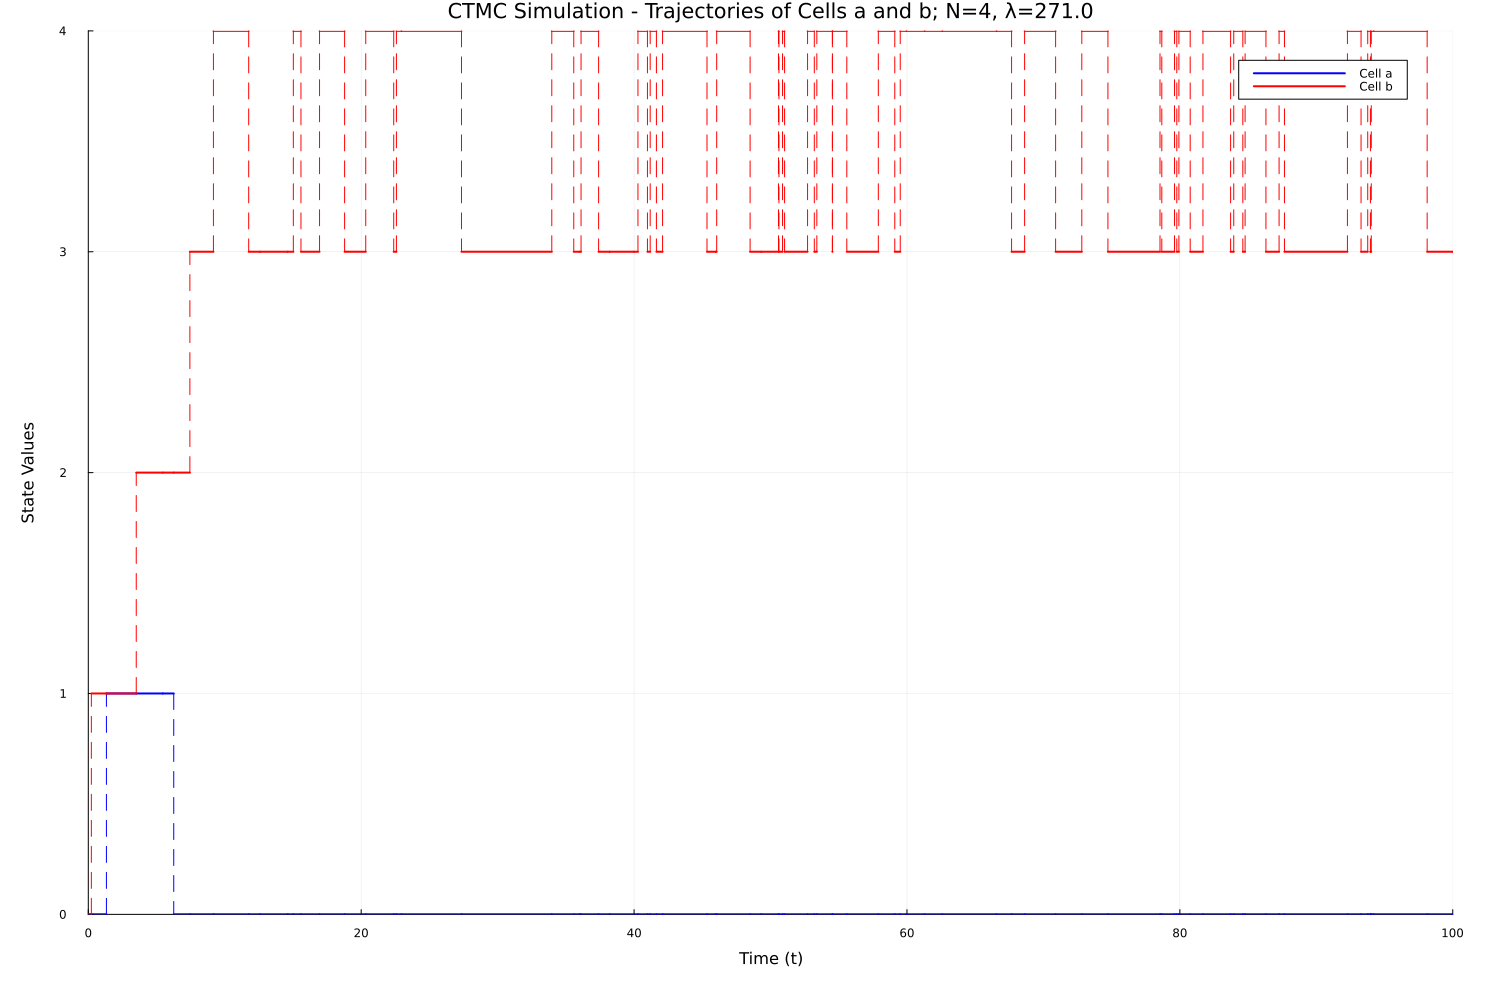 CTMC Simulation - Trajectories of Cells a and b; N=4, λ=271.0
4
Cell a
Cell b
3
State Values
2
1
0
0 20 40 60 80 100
Time (t)